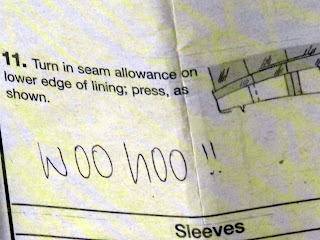 11. Turn in seam allowance on
lower edge of lining; press, as
shown.
WOO HOO !!
Sleeves